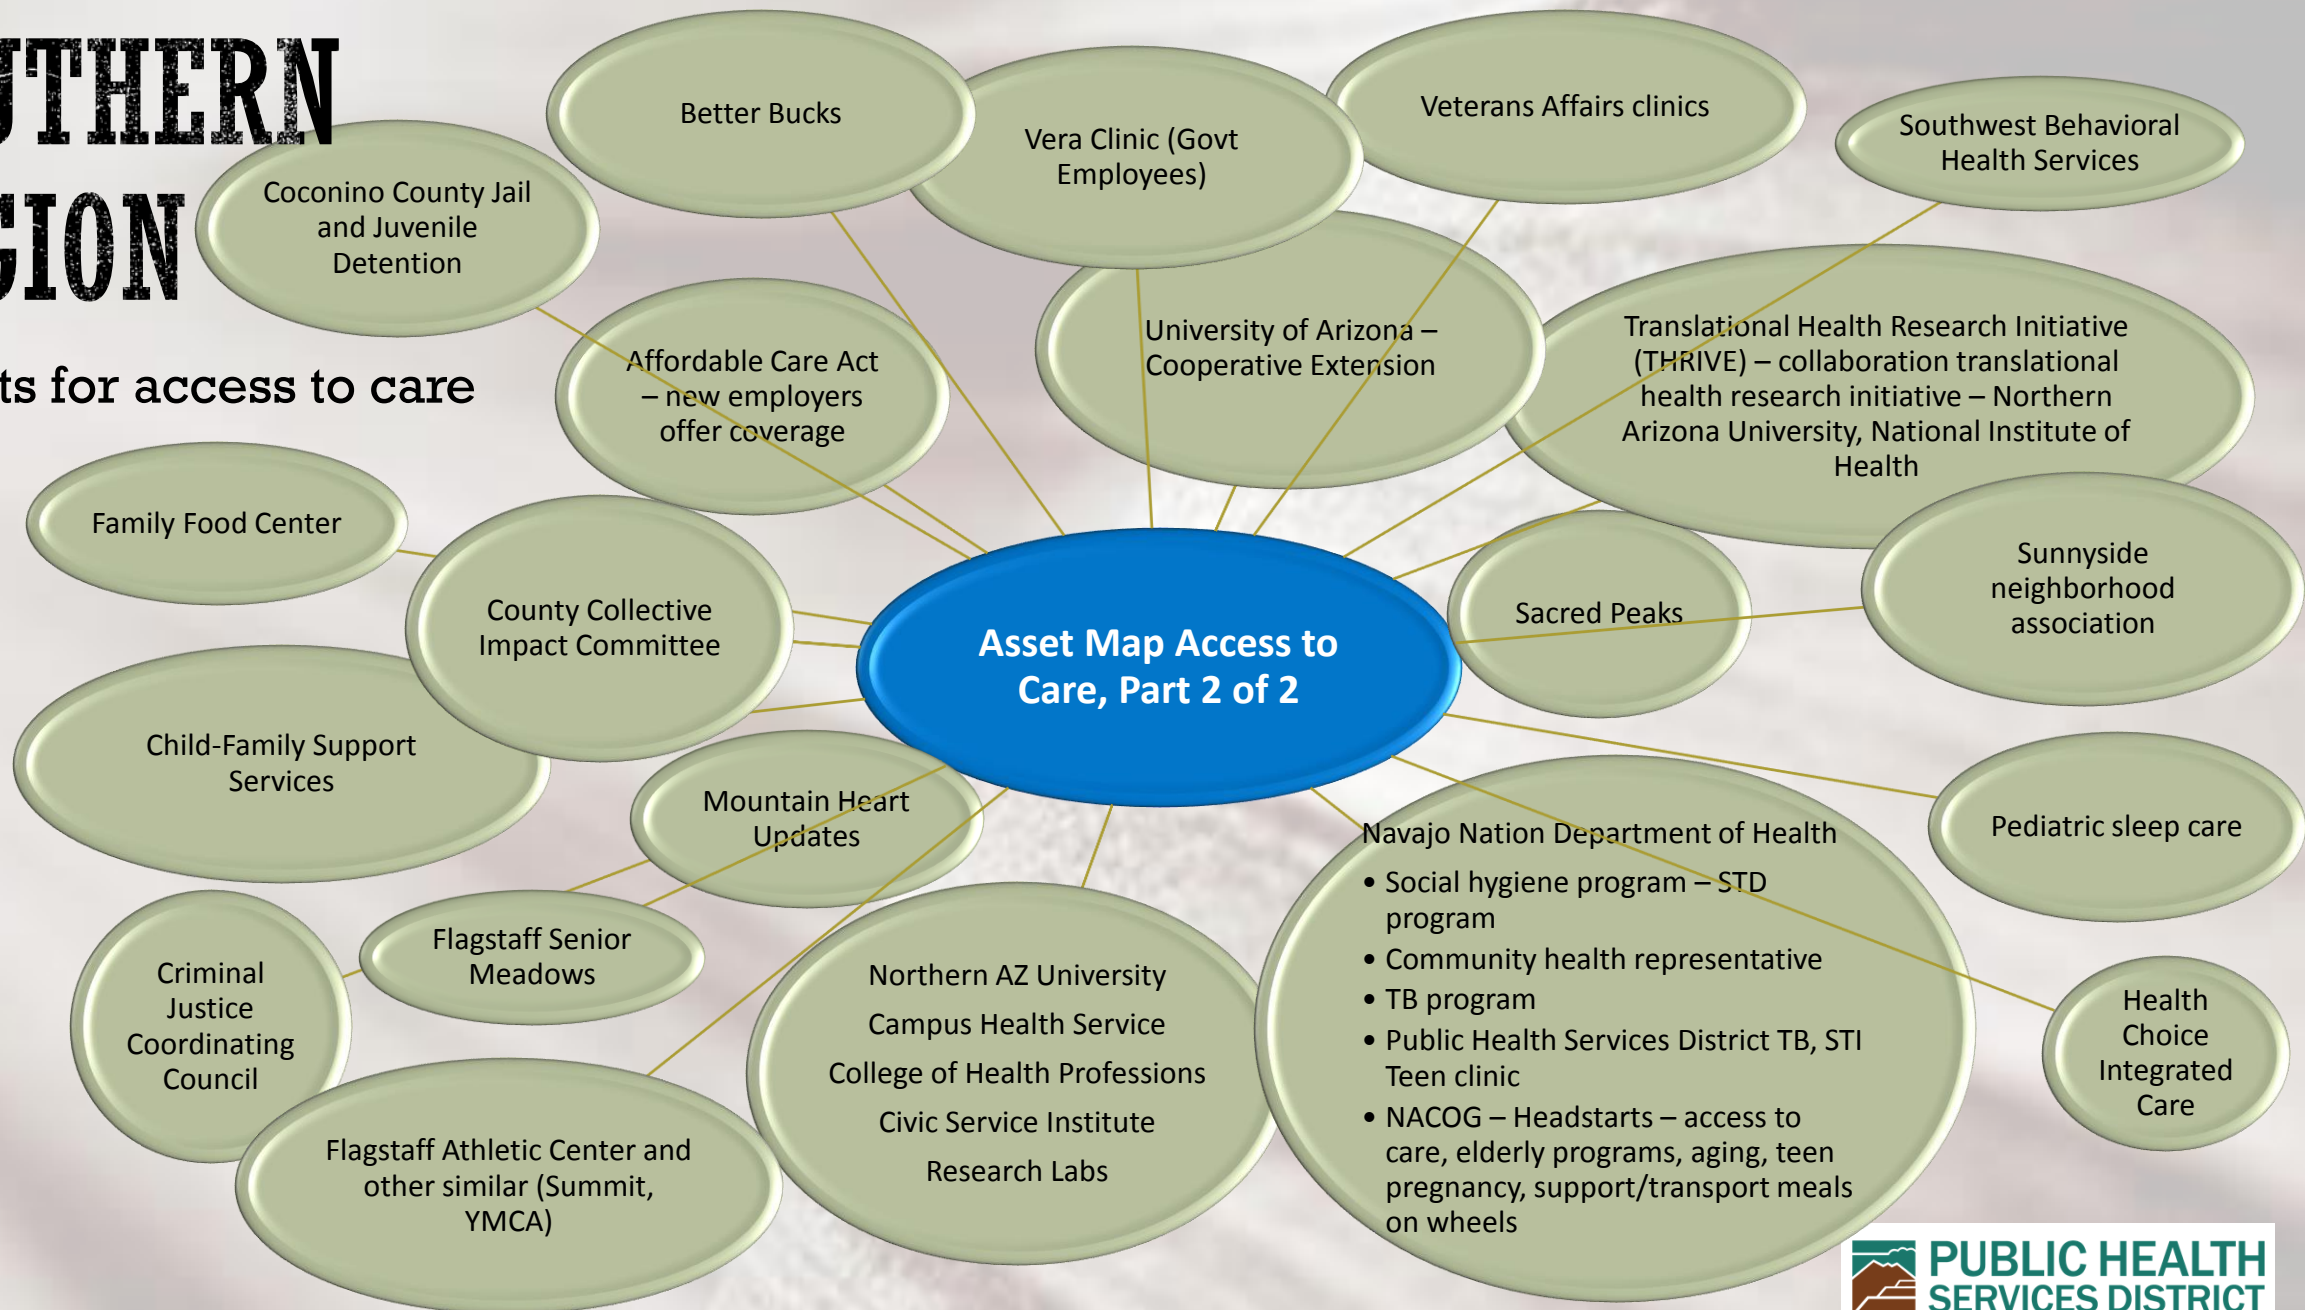 UTHERN
GION
ts for access to care
Better Bucks
Vera Clinic (Govt
Employees)
Veterans Affairs clinics
Southwest Behavioral
Health Services
Coconino County Jail
and Juvenile
Detention
Affordable Care Act
– new employers
offer coverage
University of Arizona –
Cooperative Extension
Translational Health Research Initiative
(THRIVE) – collaboration translational
health research initiative – Northern
Arizona University, National Institute of
Health
Family Food Center
County Collective
Impact Committee
Asset Map Access to
Care, Part 2 of 2
Sacred Peaks
Sunnyside
neighborhood
association
Child-Family Support
Services
Mountain Heart
Updates
Pediatric sleep care
Navajo Nation Department of Health
• Social hygiene program – STD
program
• Community health representative
• TB program
• Public Health Services District TB, STI
Teen clinic
• NACOG – Headstarts – access to
care, elderly programs, aging, teen
pregnancy, support/transport meals
on wheels
Criminal
Justice
Coordinating
Council
Flagstaff Senior
Meadows
Northern AZ University
Campus Health Service
College of Health Professions
Civic Service Institute
Research Labs
Health
Choice
Integrated
Care
Flagstaff Athletic Center and
other similar (Summit,
YMCA)
PUBLIC HEALTH
SERVICES DISTRICT